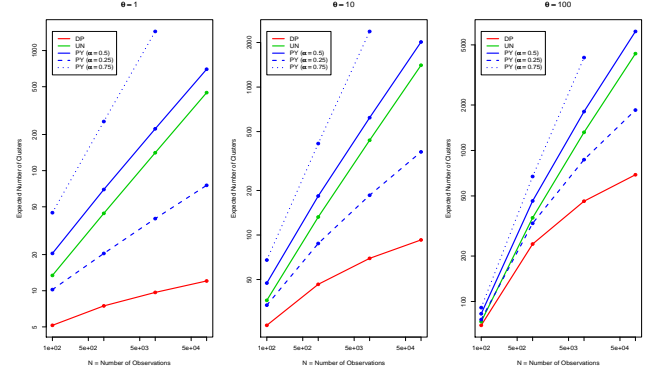 θ = 1
DP
UN
PY (α = 0.5)
PY (α = 0.25)
PY (α = 0.75)
Expected Number of Clusters
1000
500
200
100
50
20
10
5
1e+02
5e+02
5e+03
5e+04
N = Number of Observations
θ = 10
DP
UN
PY (α = 0.5)
PY (α = 0.25)
PY (α = 0.75)
Expected Number of Clusters
2000
1000
500
200
100
50
1e+02
5e+02
5e+03
5e+04
N = Number of Observations
θ = 100
DP
UN
PY (α = 0.5)
PY (α = 0.25)
PY (α = 0.75)
Expected Number of Clusters
5000
2000
1000
500
200
100
1e+02
5e+02
5e+03
5e+04
N = Number of Observations